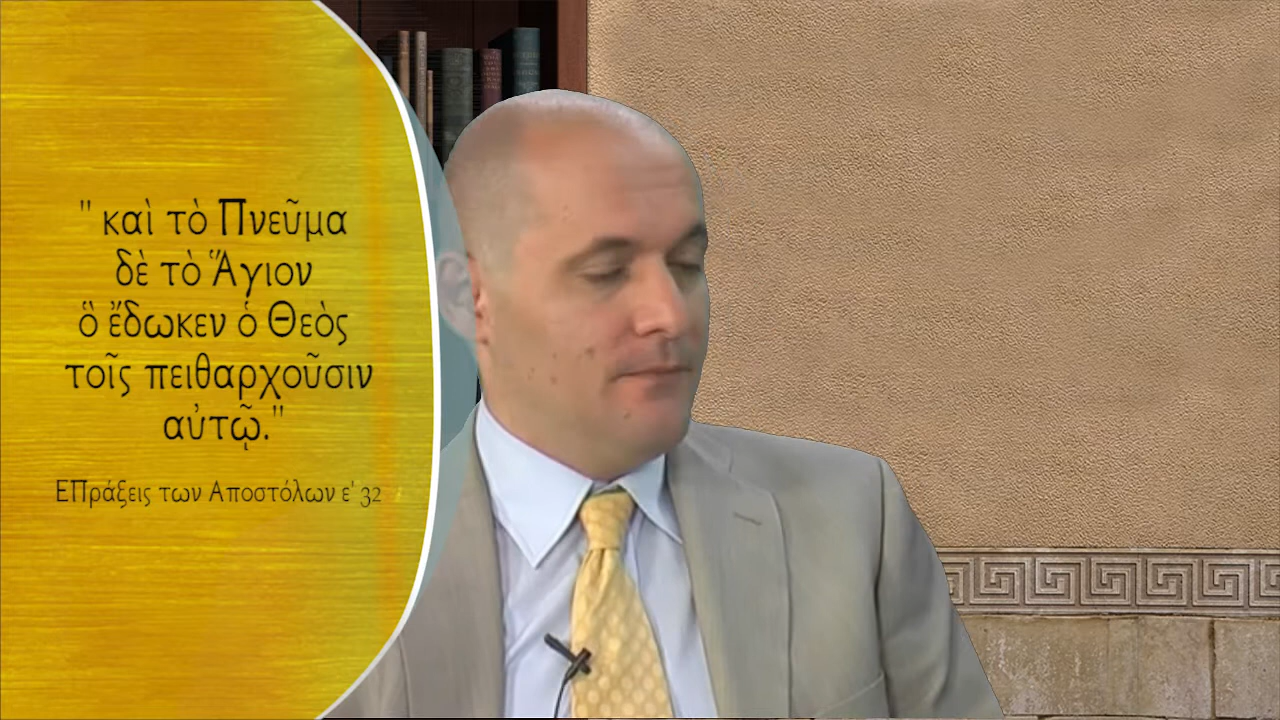 " καὶ τὸ Πνεῦμα
δὲ τὸ Ἅγιον
ὃ ἔδωκεν ὁ Θεὸς
τοῖς πειθαρχοῦσιν
αὐτῷ."
ΕΠράξεις των Αποστόλων ε' 32